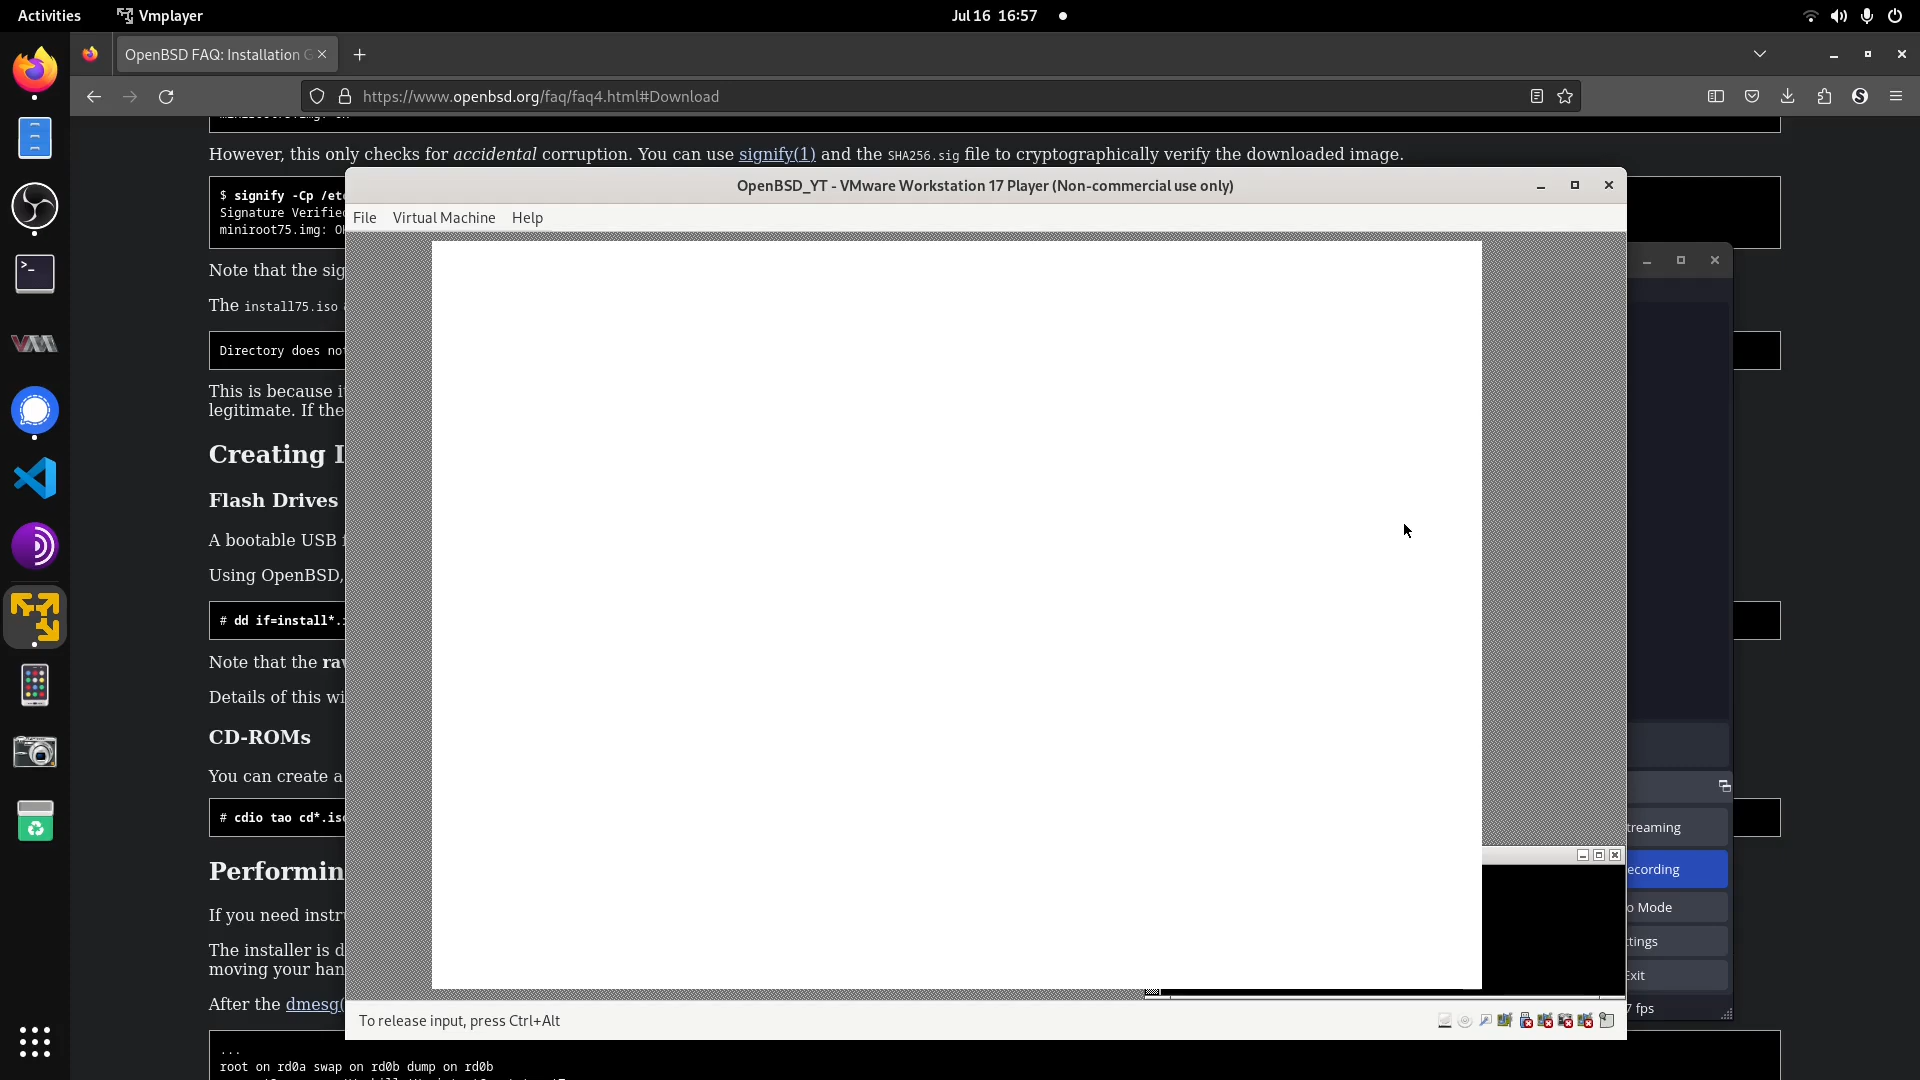 Activities
Vmplayer
Jul 16 16:57
OpenBSD FAQ: Installation G
https://www.openbsd.org/faq/faq4.html#Download
However, this only checks for accidental corruption. You can use signify(1) and the SHA256.sig file to cryptographically verify the downloaded image.
OpenBSD_YT - VMware Workstation 17 Player (Non-commercial use only)
File Virtual Machine Help
$ signify -Cp /etc
Signature Verified
miniroot75.img:
Note that the sig
The install75.iso
Directory does not
This is because
legitimate. If the
Creating
Flash Drives
A bootable USB
Using OpenBSD,
# dd if=install*.
Note that the raw
Details of this wi
CD-ROMs
You can create a
# cdio tao cd*.iso
Performin
If you need instr
The installer is d
moving your han
After the dmesg(
...
root on rd0a swap on rd0b dump on rd0b
treaming
ecording
o Mode
ttings
Exit
7 fps
To release input, press Ctrl+Alt